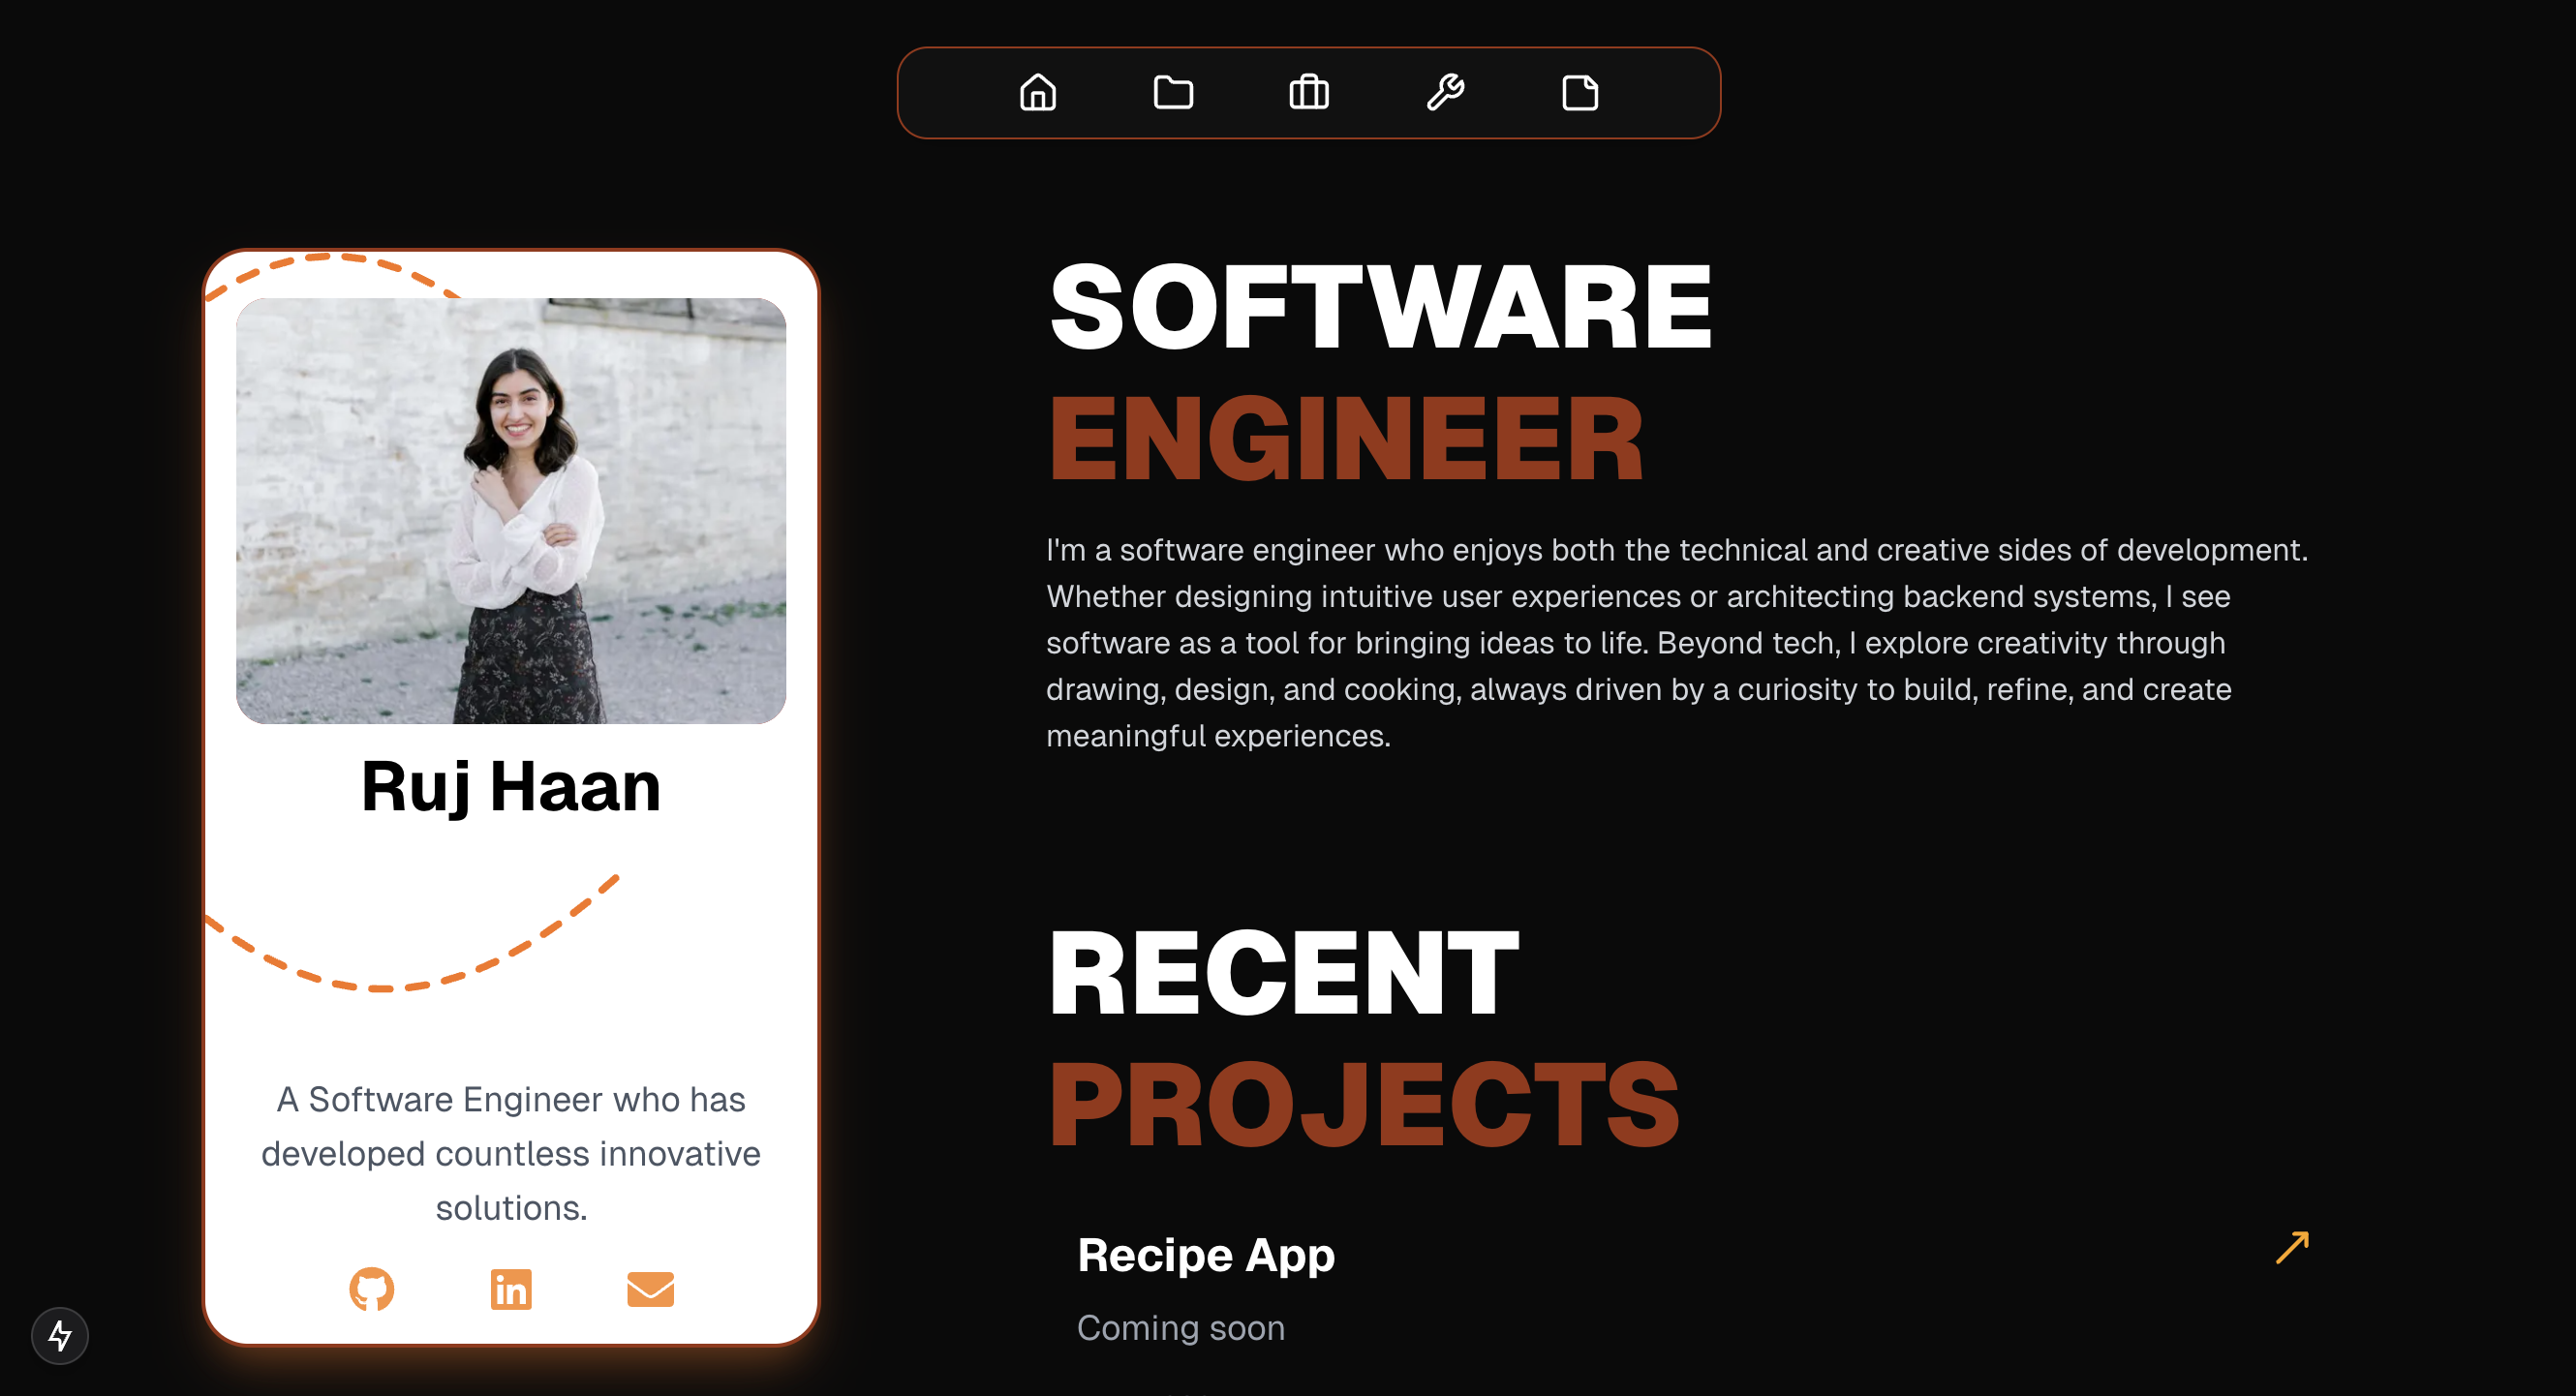 Ruj Haan
A Software Engineer who has
developed countless innovative
solutions.
SOFTWARE
ENGINEER
I'm a software engineer who enjoys both the technical and creative sides of development.
Whether designing intuitive user experiences or architecting backend systems, I see
software as a tool for bringing ideas to life. Beyond tech, I explore creativity through
drawing, design, and cooking, always driven by a curiosity to build, refine, and create
meaningful experiences.
RECENT
PROJECTS
Recipe App
Coming soon